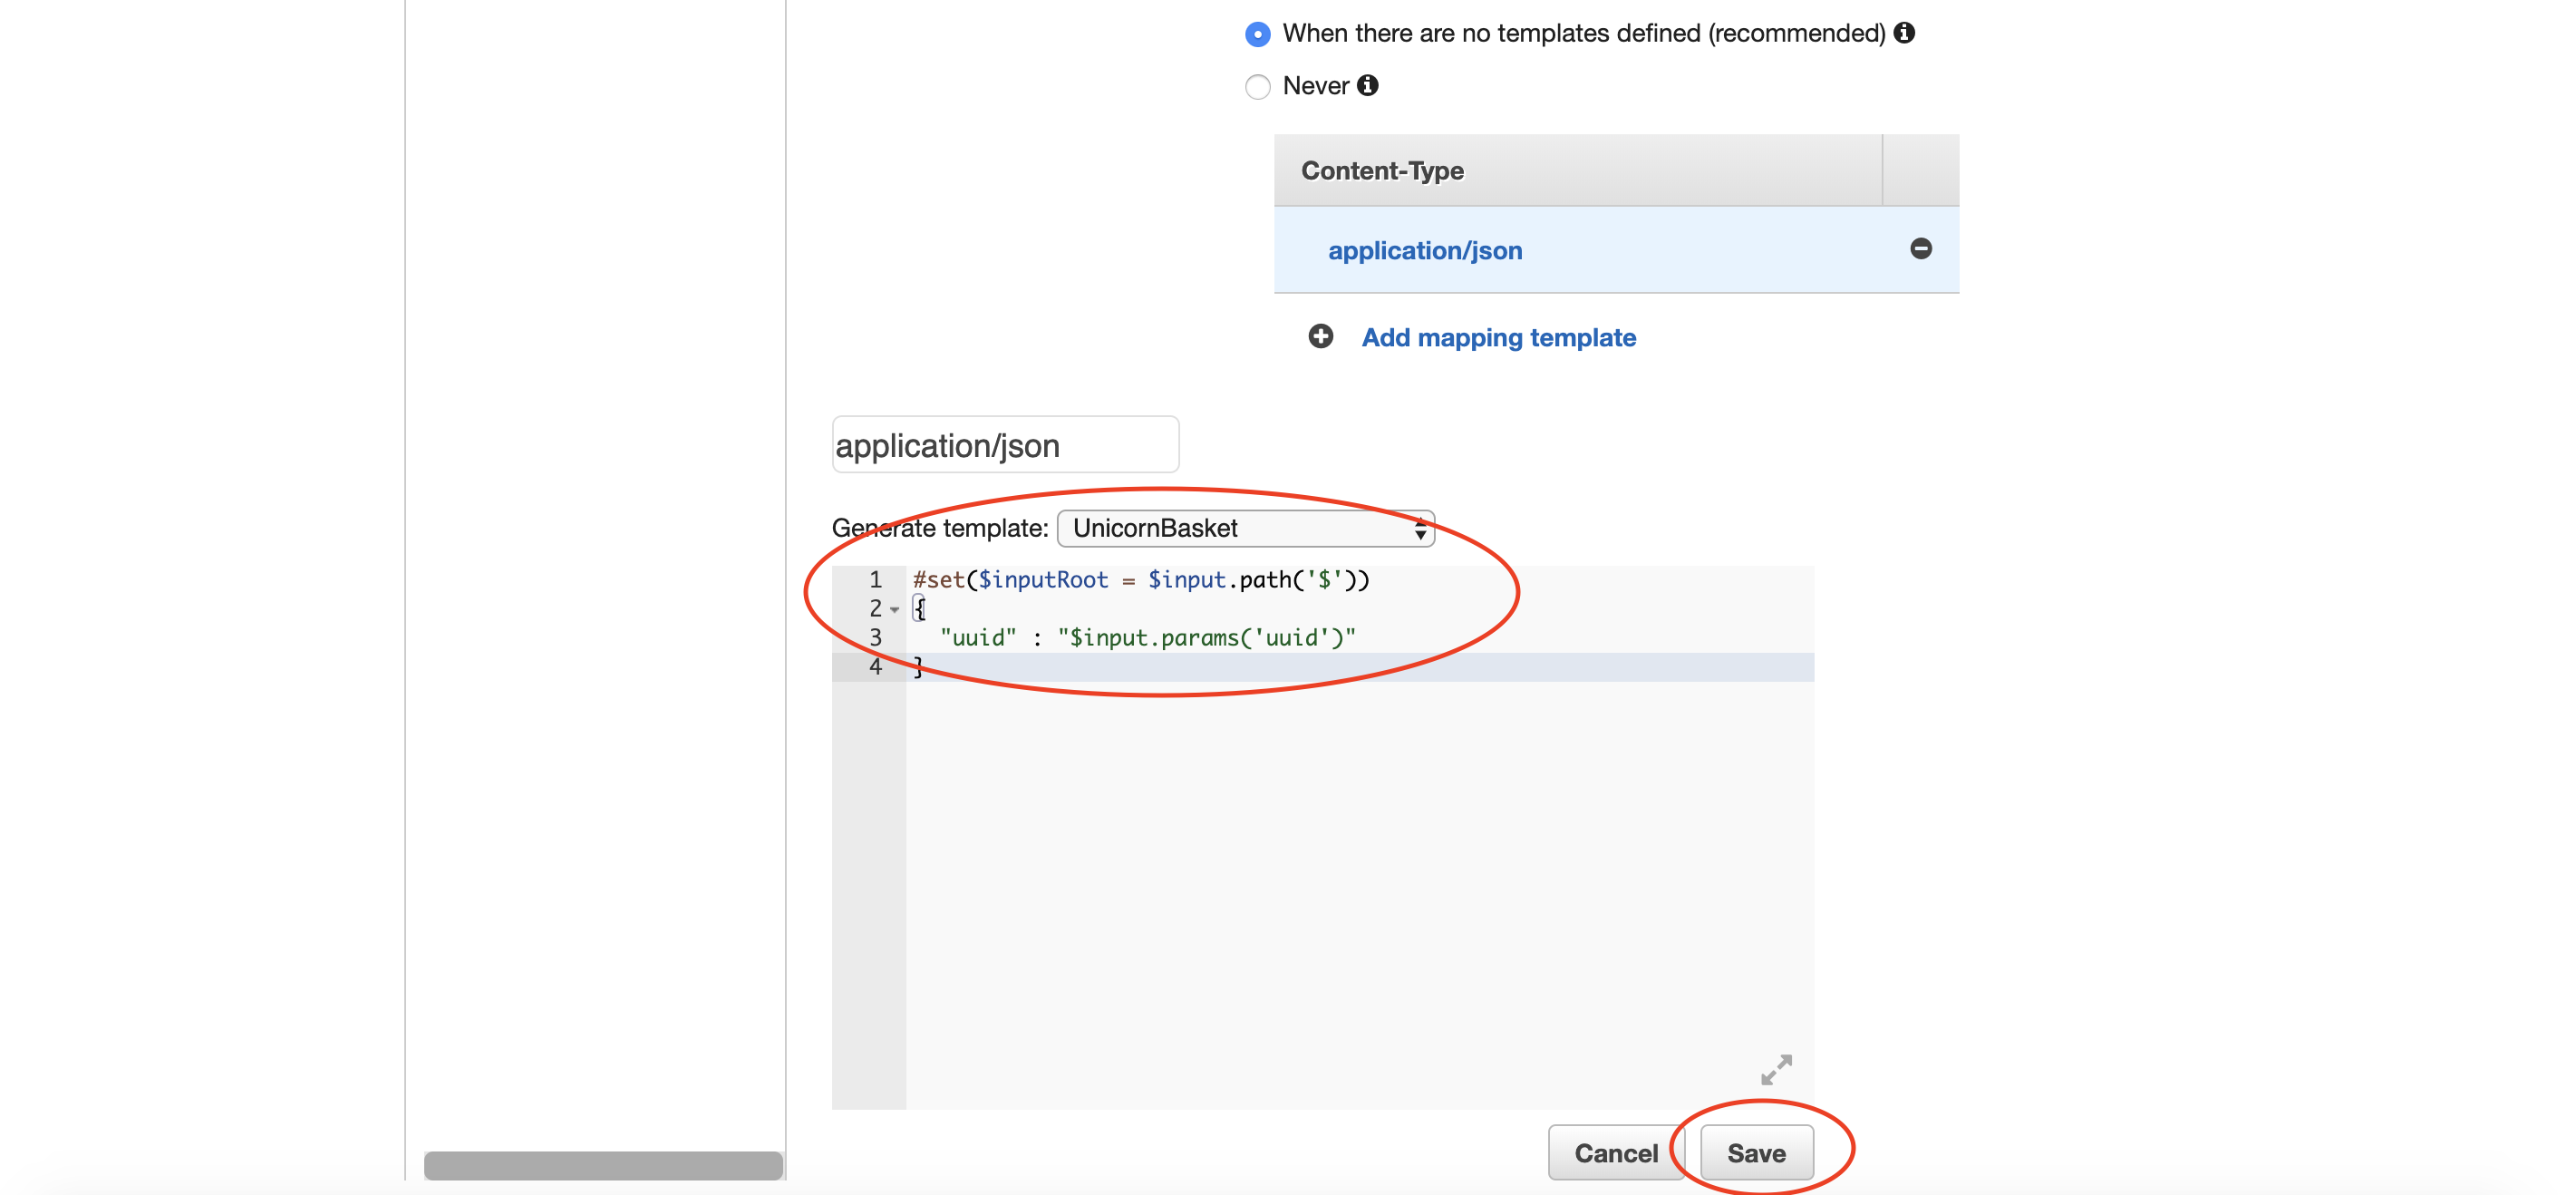 When there are no templates defined (recommended)
Never
Content-Type
application/json
Add mapping template
application/json
Generate template: UnicornBasket
1 #set($inputRoot = $input.path('$'))
2 {
3 "uuid" : "$input.params('uuid')"
4 }
Cancel Save